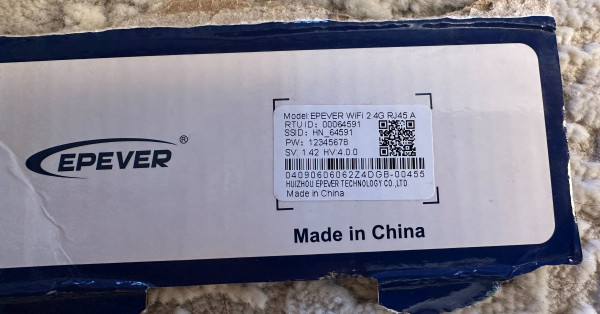 EPEVER®
Model:EPEVER WiFi 2.4G RJ45 A
RTU ID: 00064591
SSID: HN_64591
PW: 12345678
SV: 1.42 HV:4.0.0
04090606062Z4DGB-00455
HUIZHOU EPEVER TECHNOLOGY CO.,LTD
Made in China
Made in China